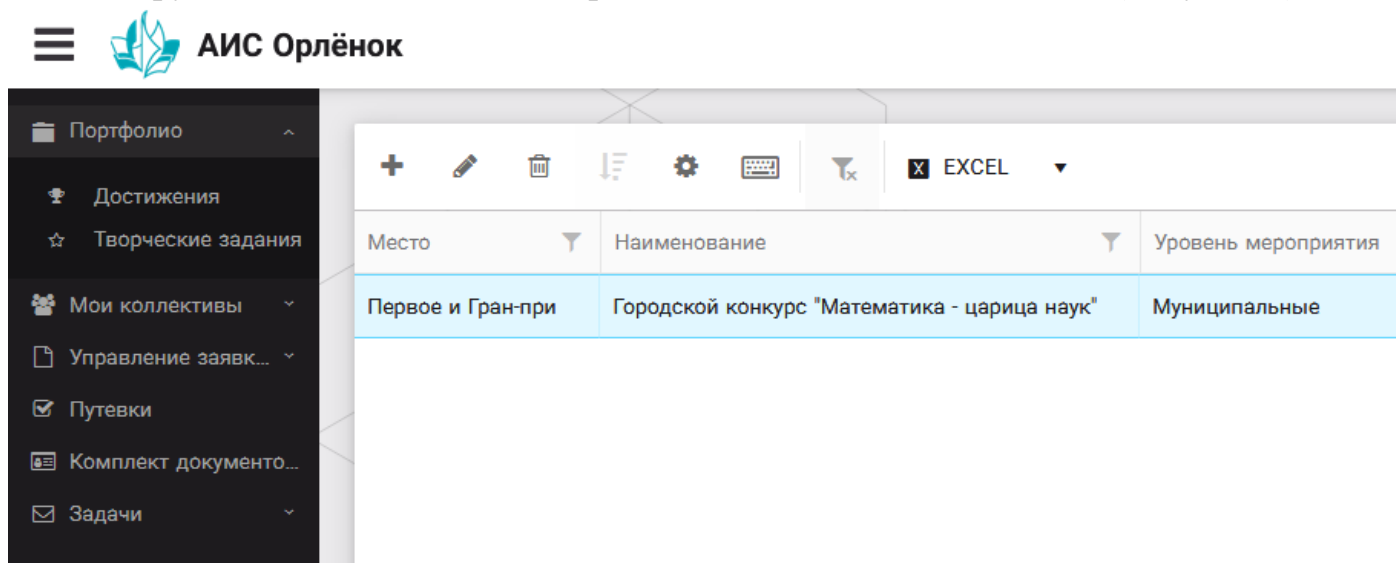 АИС Орлёнок
Портфолио
Достижения
Творческие задания
Мои коллективы
Управление заявк...
Путевки
Комплект документо...
Задачи
X EXCEL
Место Наименование Уровень мероприятия
Первое и Гран-при Городской конкурс "Математика - царица наук" Муниципальные